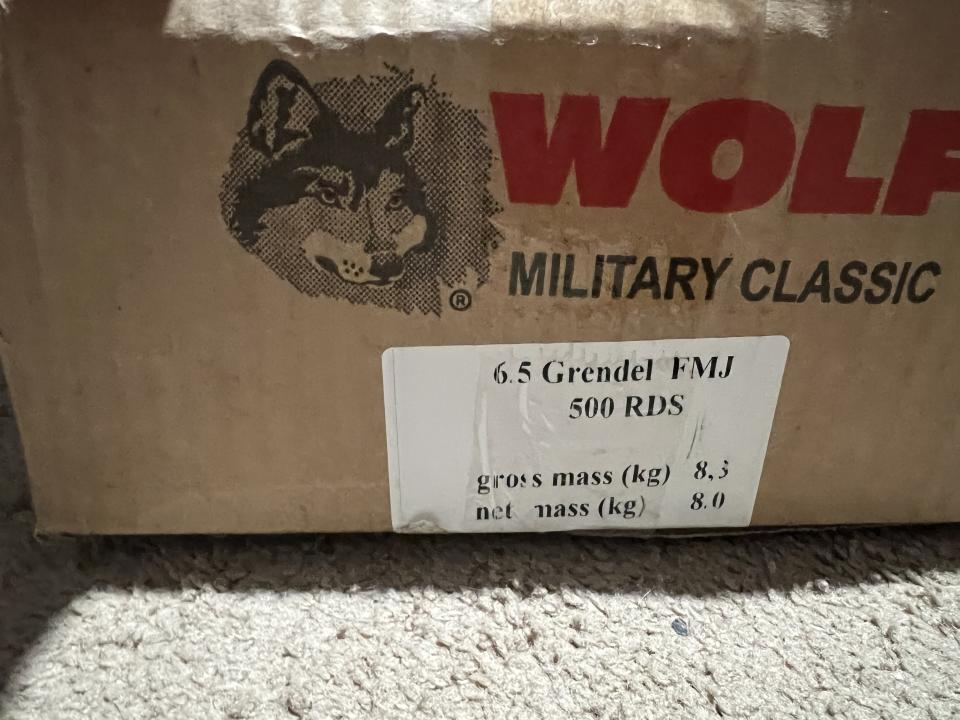 WOLF
MILITARY CLASSIC
®
6.5 Grendel FMJ
500 RDS
gross mass (kg) 8,3
net mass (kg) 8.0